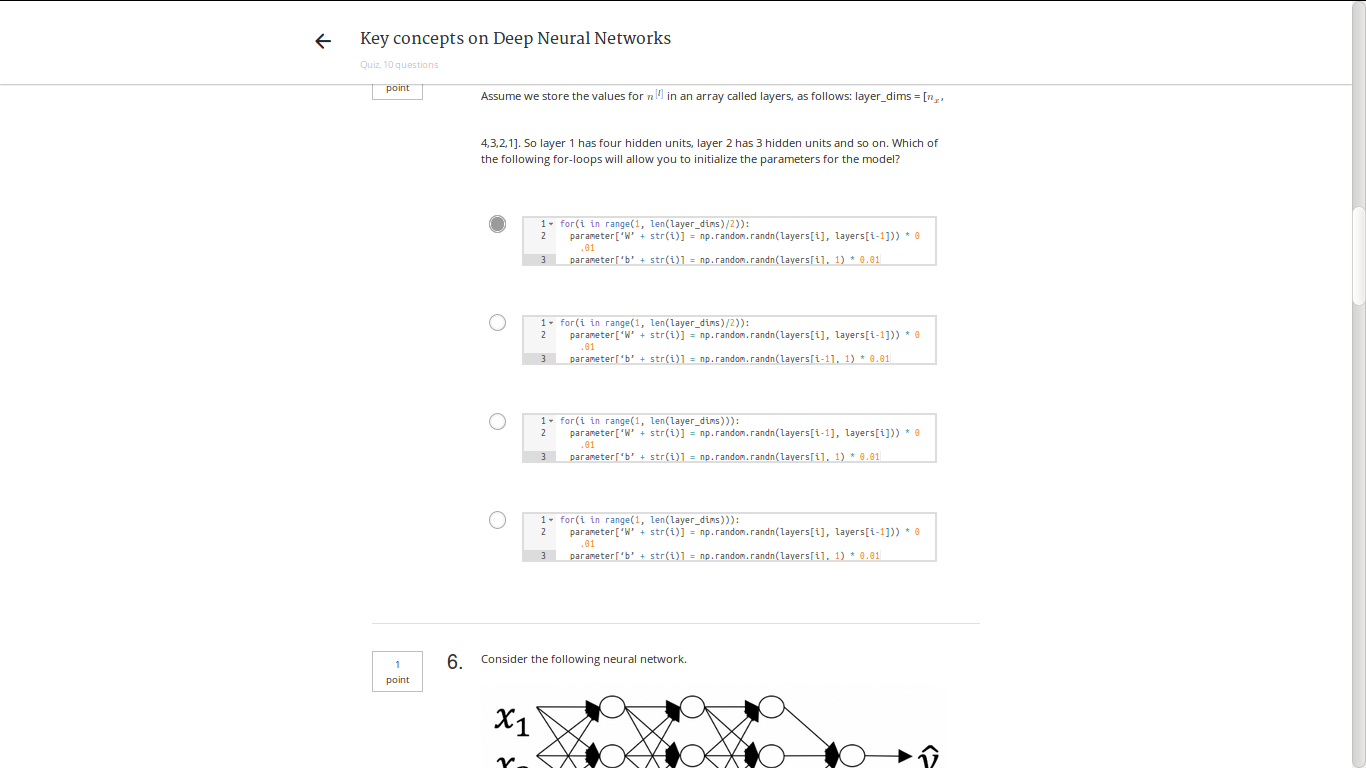 Key concepts on Deep Neural Networks
Quiz, 10 questions
point
Assume we store the values for n^[l] in an array called layers, as follows: layer_dims = [n_x,
4,3,2,1]. So layer 1 has four hidden units, layer 2 has 3 hidden units and so on. Which of
the following for-loops will allow you to initialize the parameters for the model?
1 for(i in range(1, len(layer_dims)/2)):
2 parameter[‘W’ + str(i)] = np.random.randn(layers[i], layers[i-1])) * 0
.01
3 parameter[‘b’ + str(i)] = np.random.randn(layers[i], 1) * 0.01
1 for(i in range(1, len(layer_dims)/2)):
2 parameter[‘W’ + str(i)] = np.random.randn(layers[i], layers[i-1])) * 0
.01
3 parameter[‘b’ + str(i)] = np.random.randn(layers[i-1], 1) * 0.01
1 for(i in range(1, len(layer_dims))):
2 parameter[‘W’ + str(i)] = np.random.randn(layers[i-1], layers[i])) * 0
.01
3 parameter[‘b’ + str(i)] = np.random.randn(layers[i], 1) * 0.01
1 for(i in range(1, len(layer_dims))):
2 parameter[‘W’ + str(i)] = np.random.randn(layers[i], layers[i-1])) * 0
.01
3 parameter[‘b’ + str(i)] = np.random.randn(layers[i], 1) * 0.01
1
point
6. Consider the following neural network.
x₁
ŷ